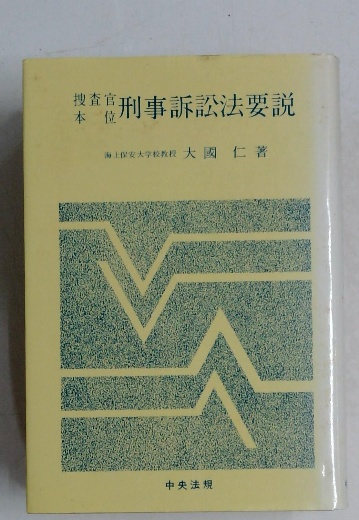 捜査官本位 刑事訴訟法要説
海上保安大学校教授 大國 仁 著
中央法規